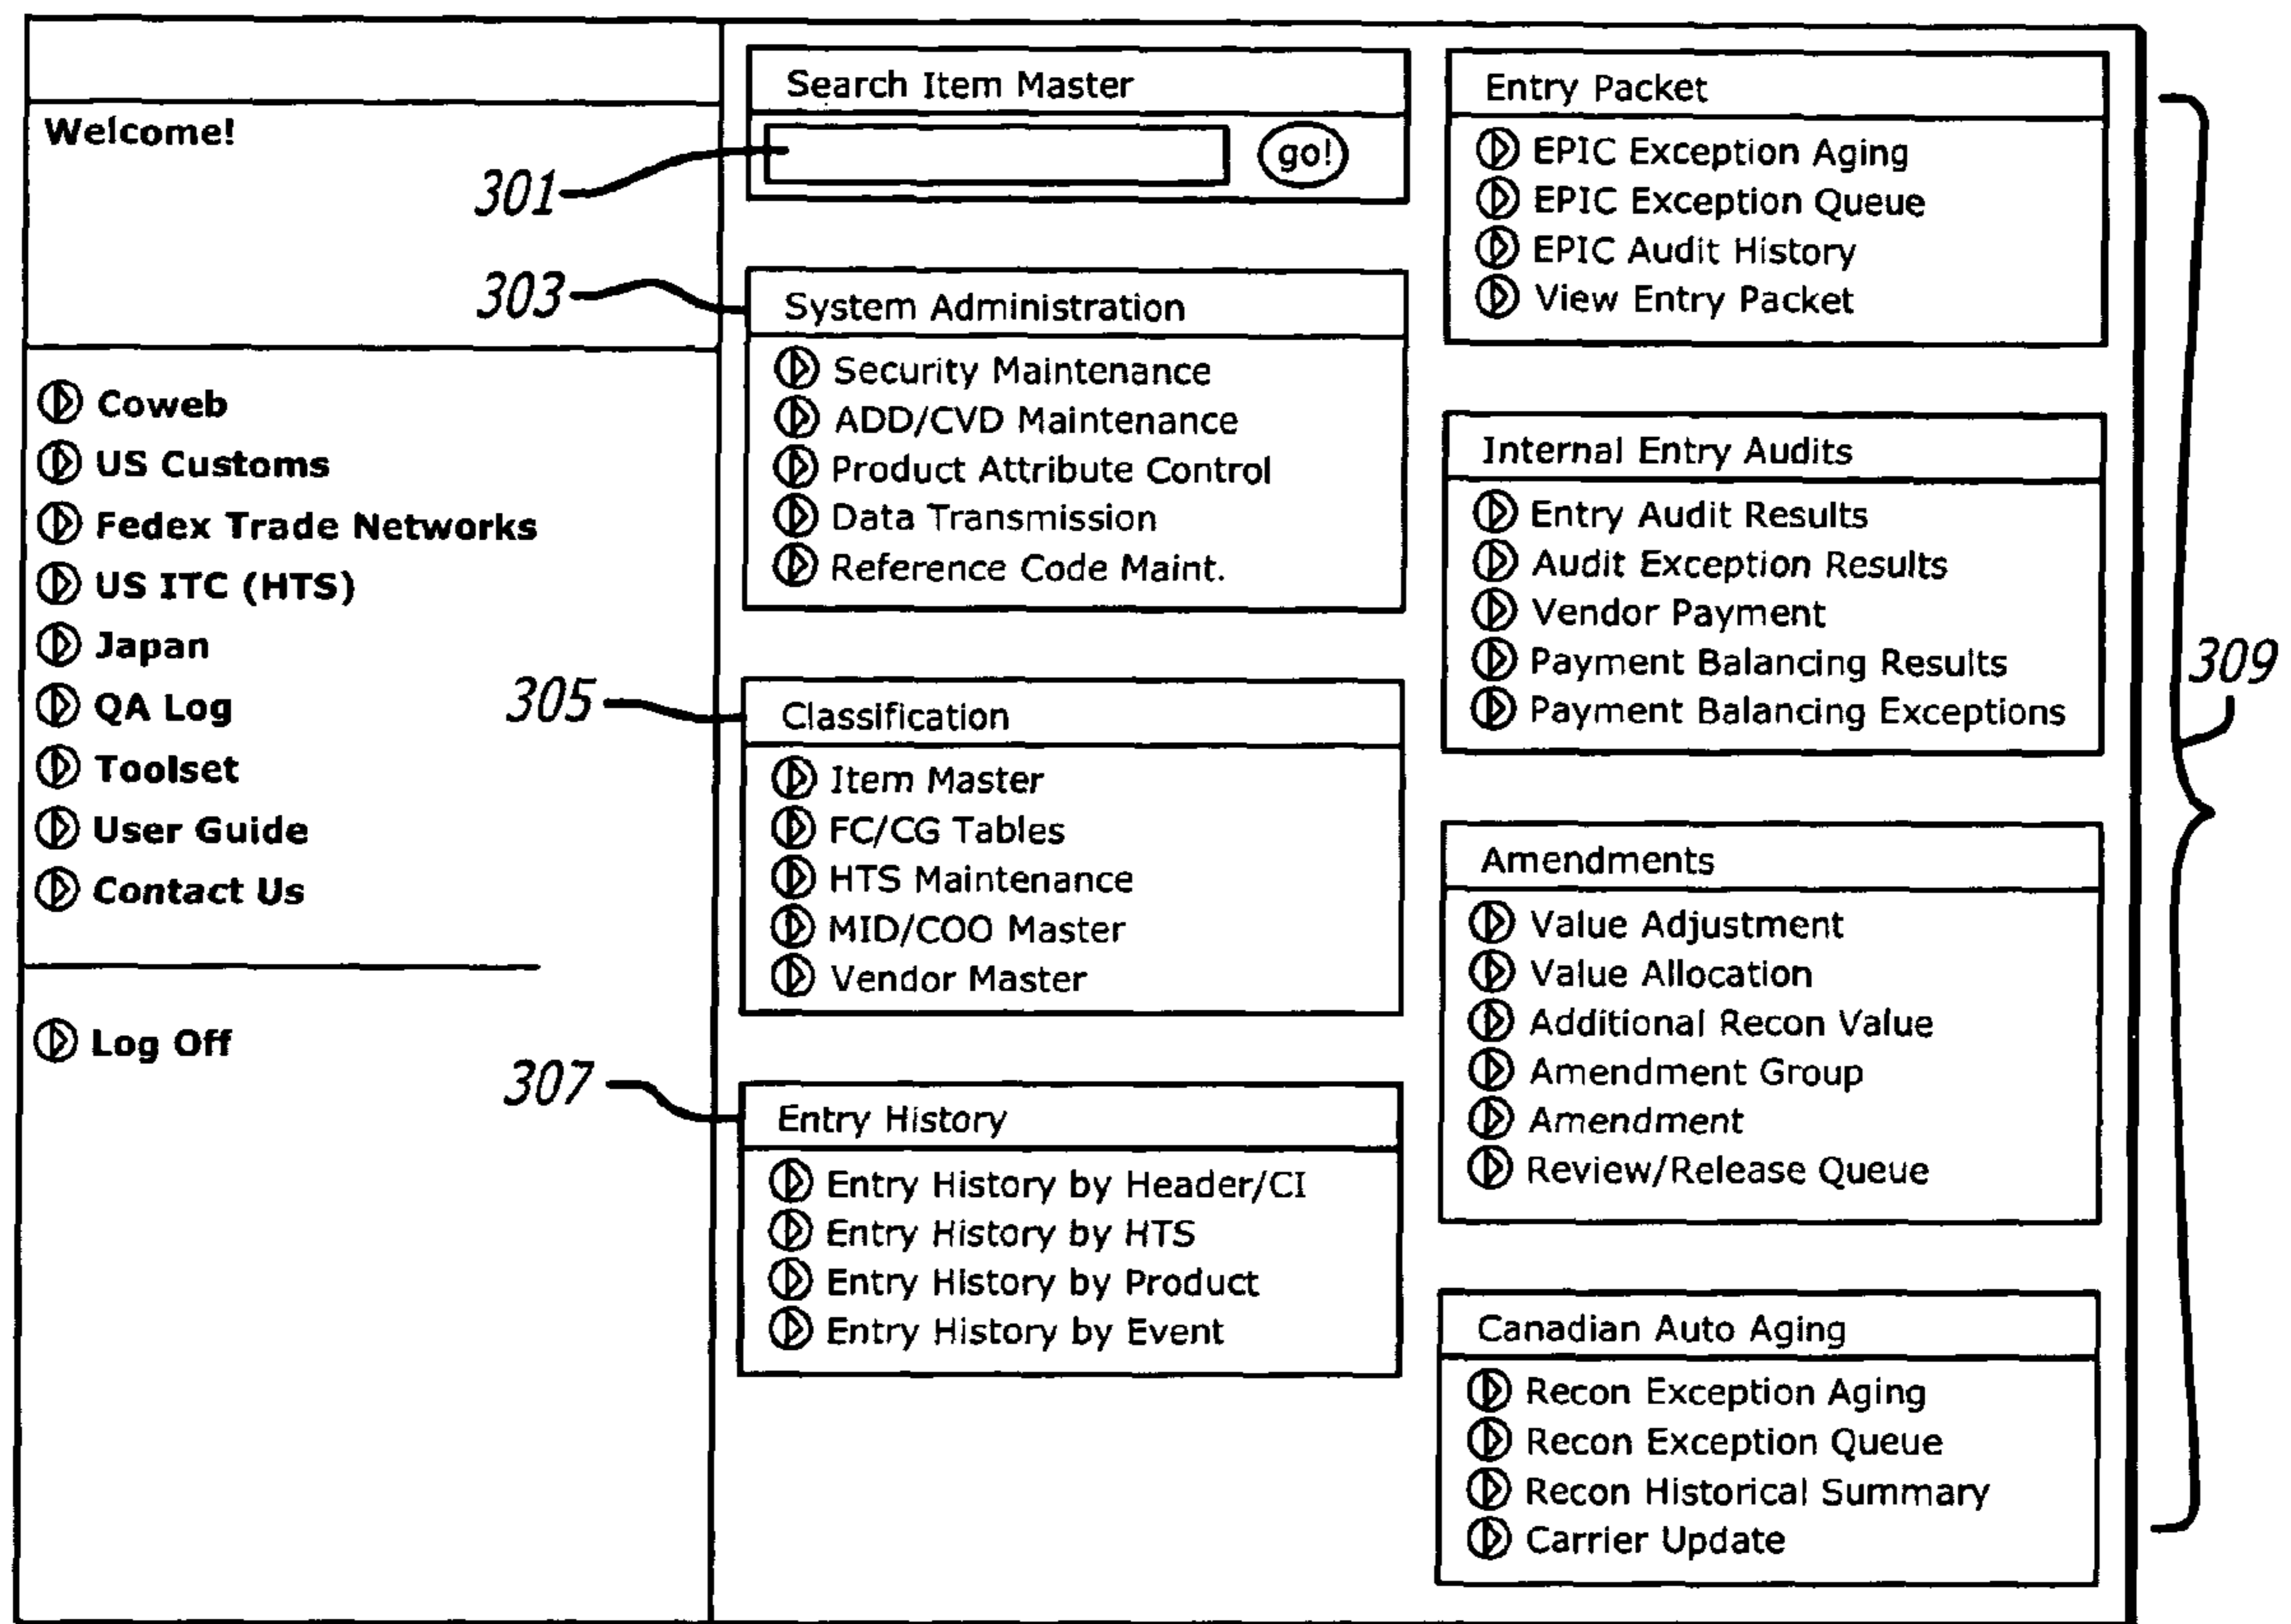 Welcome!
Coweb
US Customs
Fedex Trade Networks
US ITC (HTS)
Japan
QA Log
Toolset
User Guide
Contact Us
Log Off
301
Search Item Master
go!
303
System Administration
Security Maintenance
ADD/CVD Maintenance
Product Attribute Control
Data Transmission
Reference Code Maint.
305
Classification
Item Master
FC/CG Tables
HTS Maintenance
MID/COO Master
Vendor Master
307
Entry History
Entry History by Header/CI
Entry History by HTS
Entry History by Product
Entry History by Event
Entry Packet
EPIC Exception Aging
EPIC Exception Queue
EPIC Audit History
View Entry Packet
Internal Entry Audits
Entry Audit Results
Audit Exception Results
Vendor Payment
Payment Balancing Results
Payment Balancing Exceptions
Amendments
Value Adjustment
Value Allocation
Additional Recon Value
Amendment Group
Amendment
Review/Release Queue
Canadian Auto Aging
Recon Exception Aging
Recon Exception Queue
Recon Historical Summary
Carrier Update
309